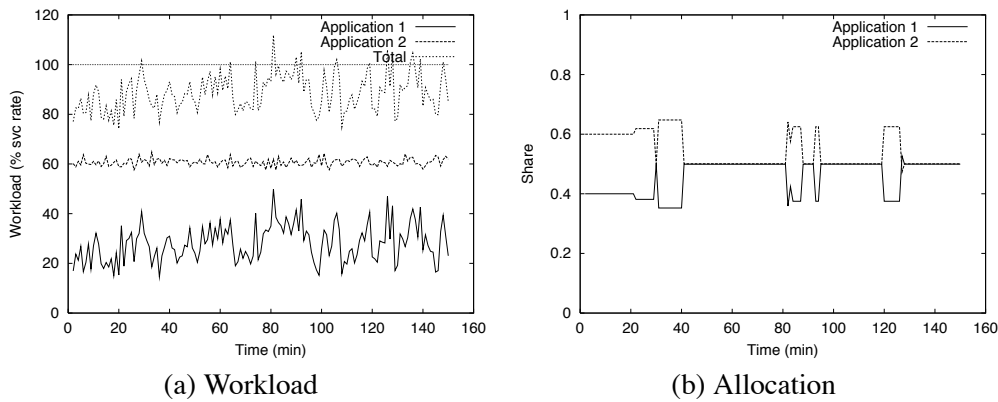 120
100
80
60
40
20
0
Workload (% svc rate)
Application 1
Application 2
Total
0 20 40 60 80 100 120 140 160
Time (min)
(a) Workload
1
0.8
0.6
0.4
0.2
0
Share
Application 1
Application 2
0 20 40 60 80 100 120 140 160
Time (min)
(b) Allocation